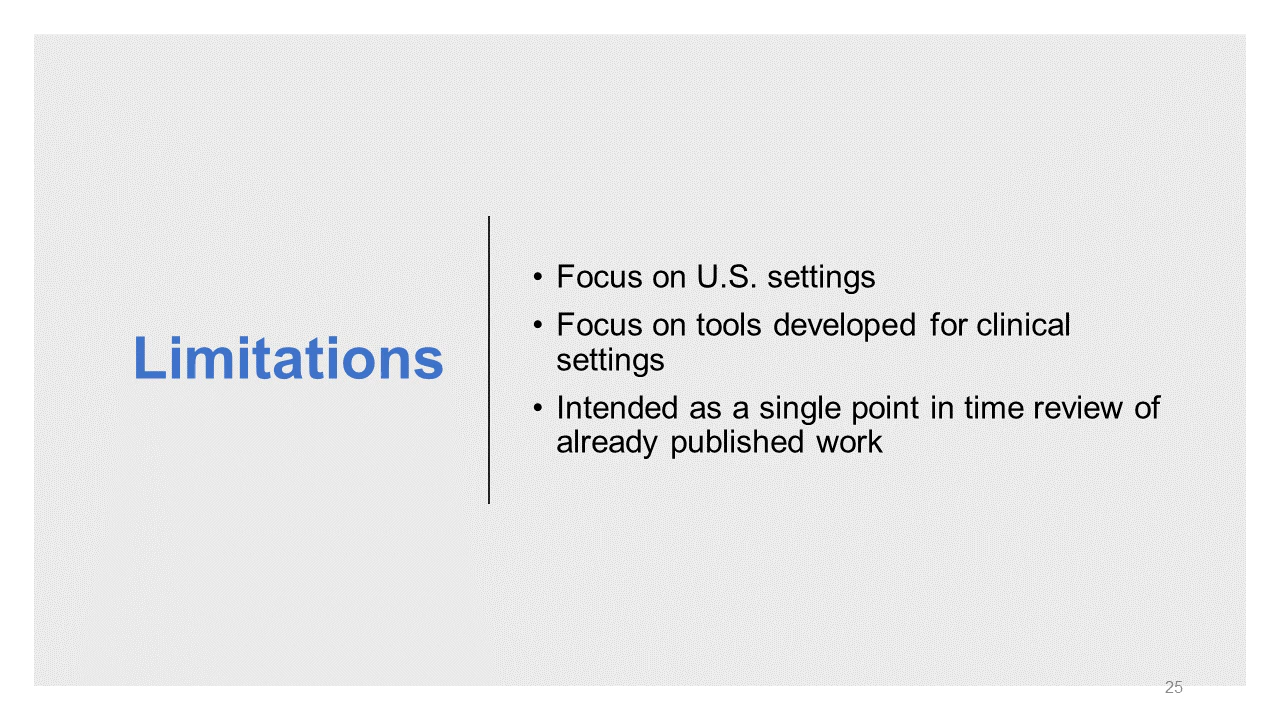 Limitations
• Focus on U.S. settings
• Focus on tools developed for clinical
settings
• Intended as a single point in time review of
already published work
25